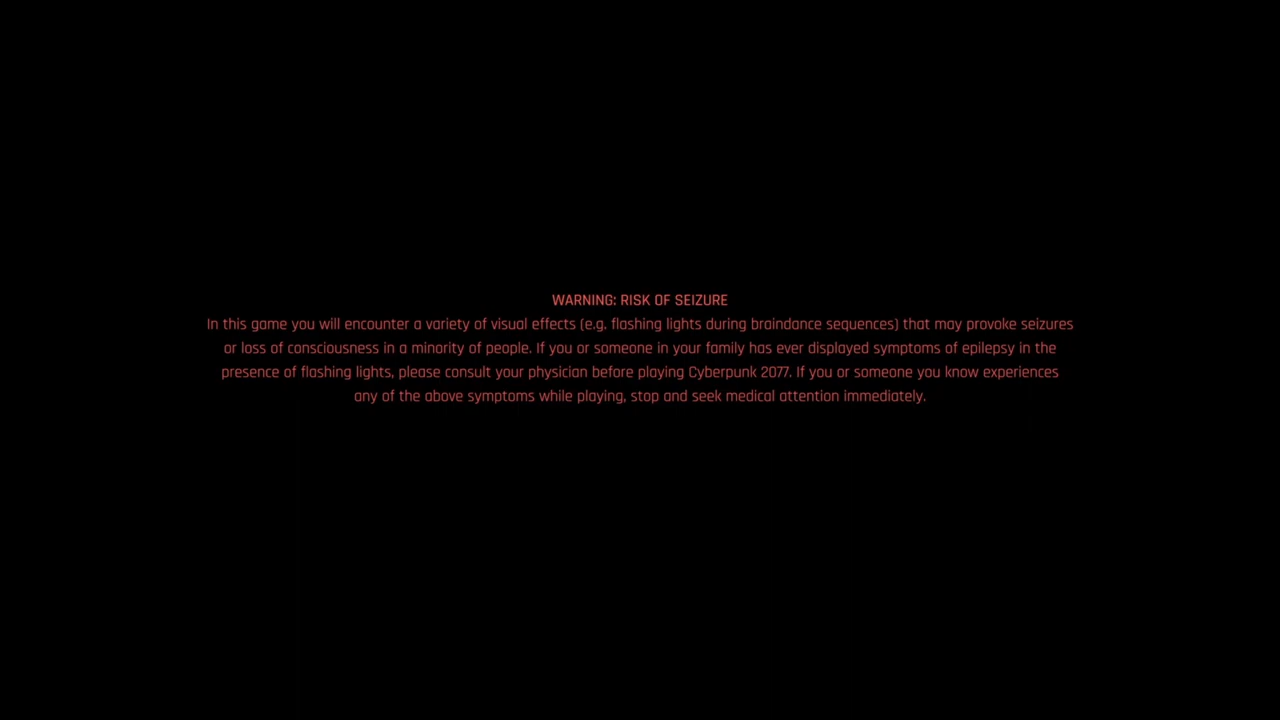 WARNING: RISK OF SEIZURE
In this game you will encounter a variety of visual effects (e.g. flashing lights during braindance sequences) that may provoke seizures
or loss of consciousness in a minority of people. If you or someone in your family has ever displayed symptoms of epilepsy in the
presence of flashing lights, please consult your physician before playing Cyberpunk 2077. If you or someone you know experiences
any of the above symptoms while playing, stop and seek medical attention immediately.